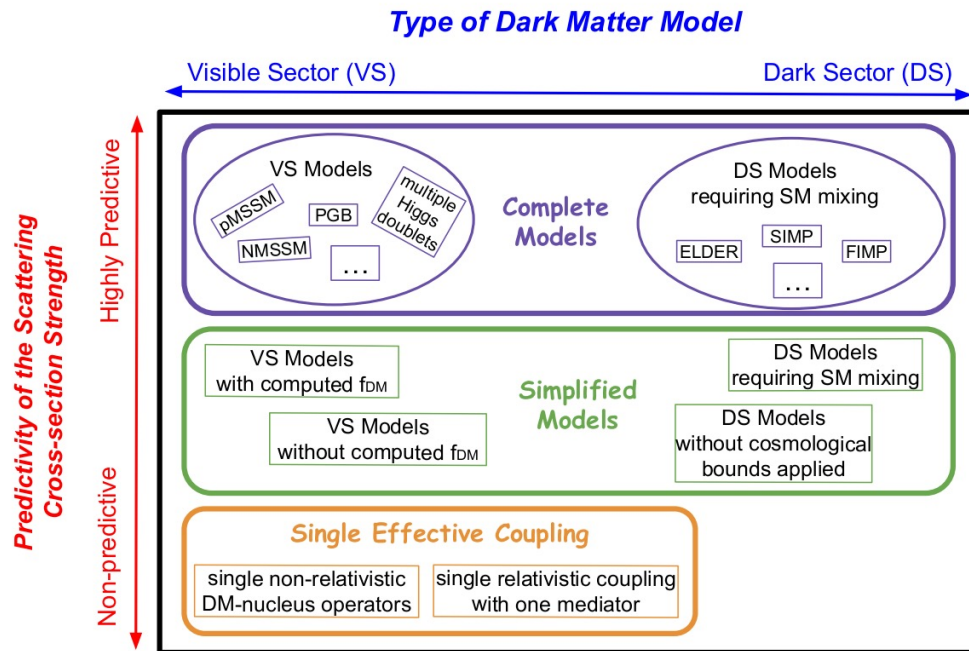 Type of Dark Matter Model
Visible Sector (VS)
Dark Sector (DS)
Predictivity of the Scattering
Cross-section Strength
Highly Predictive
Non-predictive
VS Models
pMSSM
PGB
multiple
Higgs
doublets
NMSSM
...
Complete
Models
DS Models
requiring SM mixing
ELDER
SIMP
FIMP
...
VS Models
with computed fDM
VS Models
without computed fDM
Simplified
Models
DS Models
requiring SM mixing
DS Models
without cosmological
bounds applied
Single Effective Coupling
single non-relativistic
DM-nucleus operators
single relativistic coupling
with one mediator